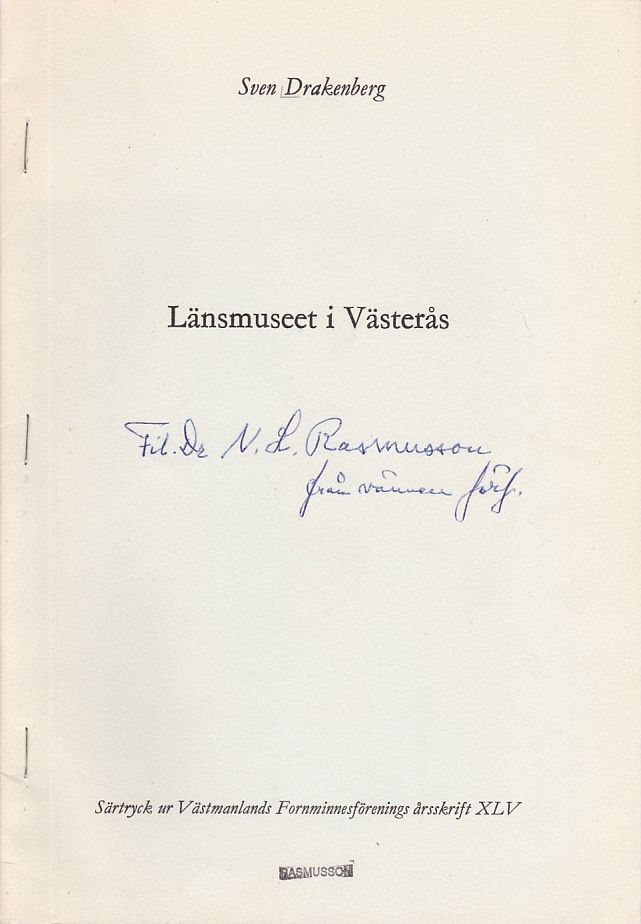 Sven Drakenberg
Länsmuseet i Västerås
Fil. Dr N. L. Rasmusson
från vännen förf.
Särtryck ur Västmanlands Fornminnesförenings årsskrift XLV
RASMUSSON